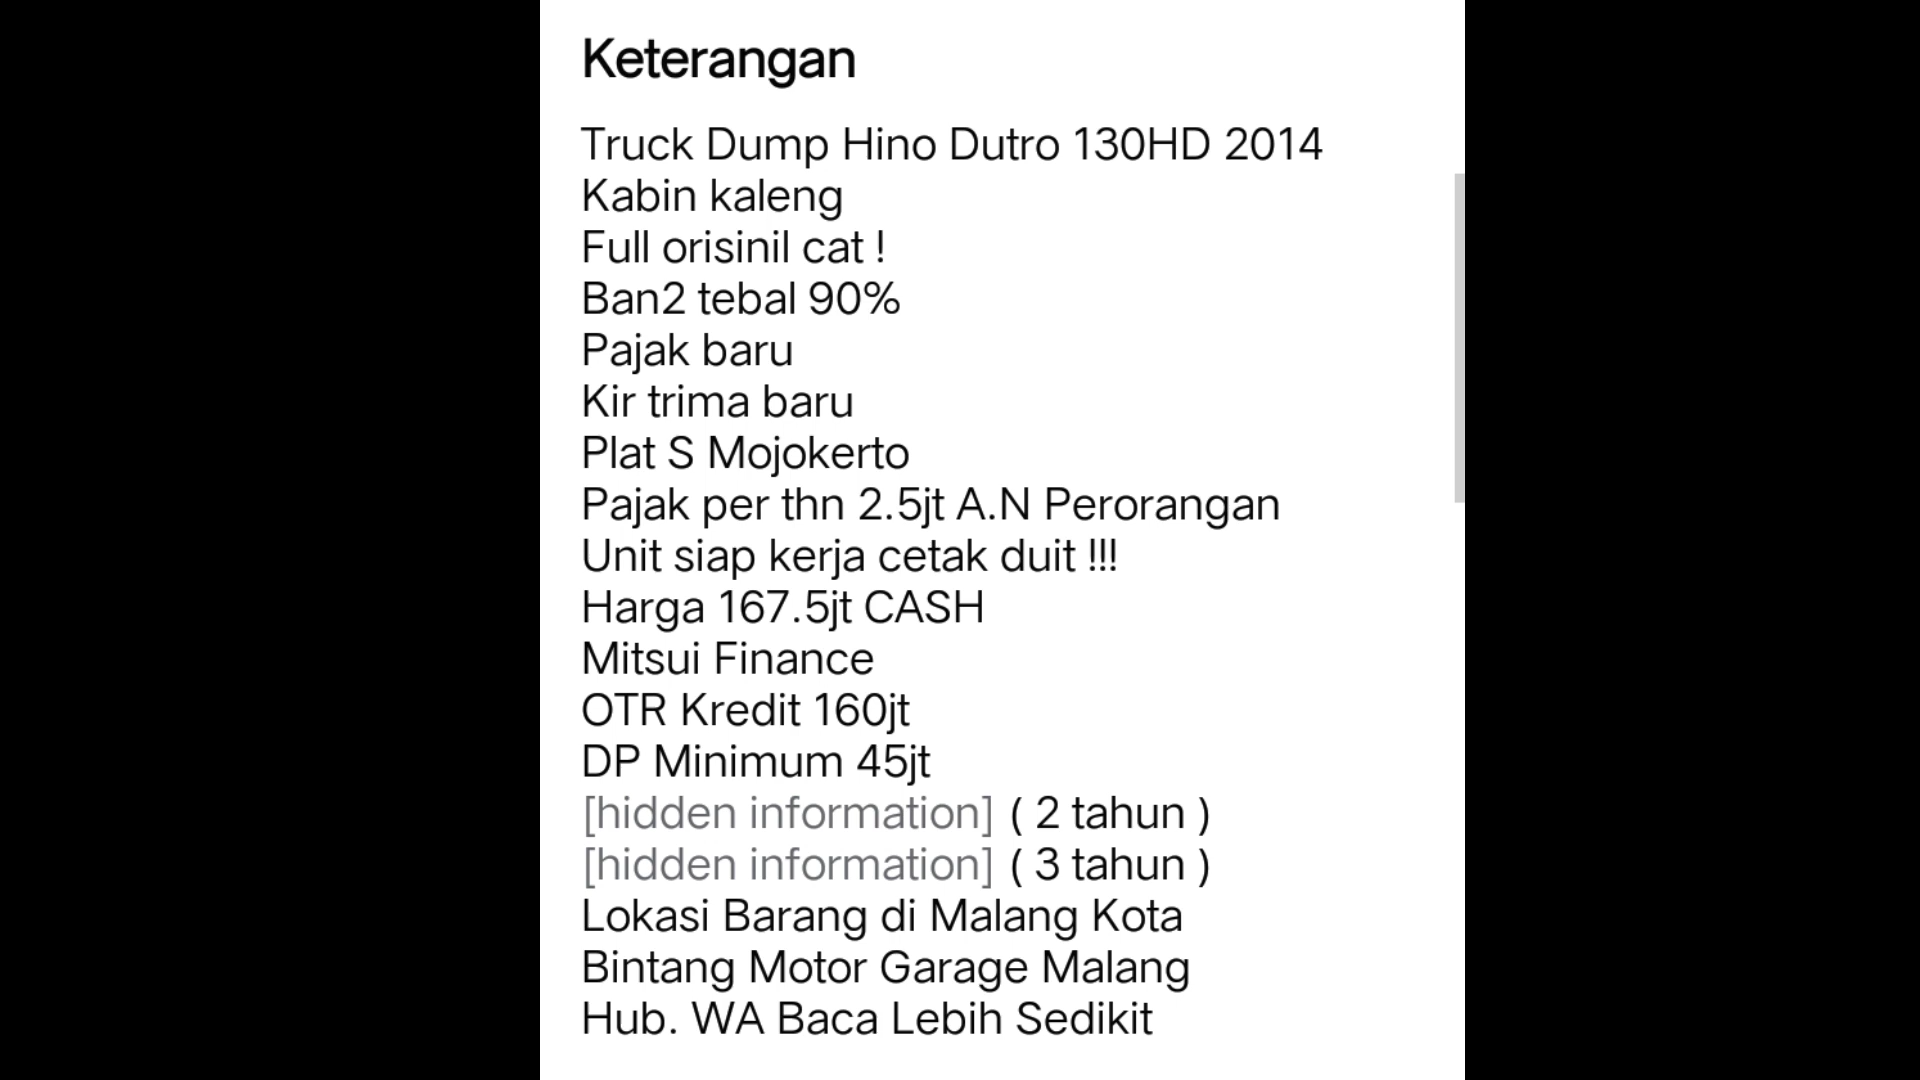 Keterangan
Truck Dump Hino Dutro 130HD 2014
Kabin kaleng
Full orisinil cat !
Ban2 tebal 90%
Pajak baru
Kir trima baru
Plat S Mojokerto
Pajak per thn 2.5jt A.N Perorangan
Unit siap kerja cetak duit !!!
Harga 167.5jt CASH
Mitsui Finance
OTR Kredit 160jt
DP Minimum 45jt
[hidden information] ( 2 tahun )
[hidden information] ( 3 tahun )
Lokasi Barang di Malang Kota
Bintang Motor Garage Malang
Hub. WA Baca Lebih Sedikit